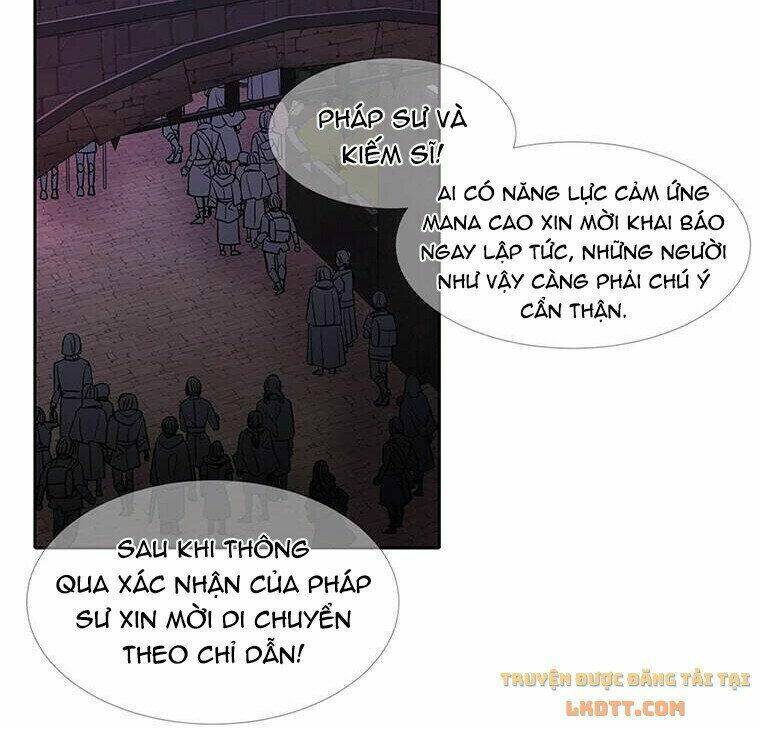 PHÁP SƯ VÀ
KIẾM SĨ!
AI CÓ NĂNG LỰC CẢM ỨNG
MANA CAO XIN MỜI KHAI BÁO
NGAY LẬP TỨC, NHỮNG NGƯỜI
NHƯ VẬY CÀNG PHẢI CHÚ Ý
CẨN THẬN.
SAU KHI THÔNG
QUA XÁC NHẬN CỦA PHÁP
SƯ XIN MỜI DI CHUYỂN
THEO CHỈ DẪN!
TRUYỆN ĐƯỢC ĐĂNG TẢI TẠI
LKDTT.COM